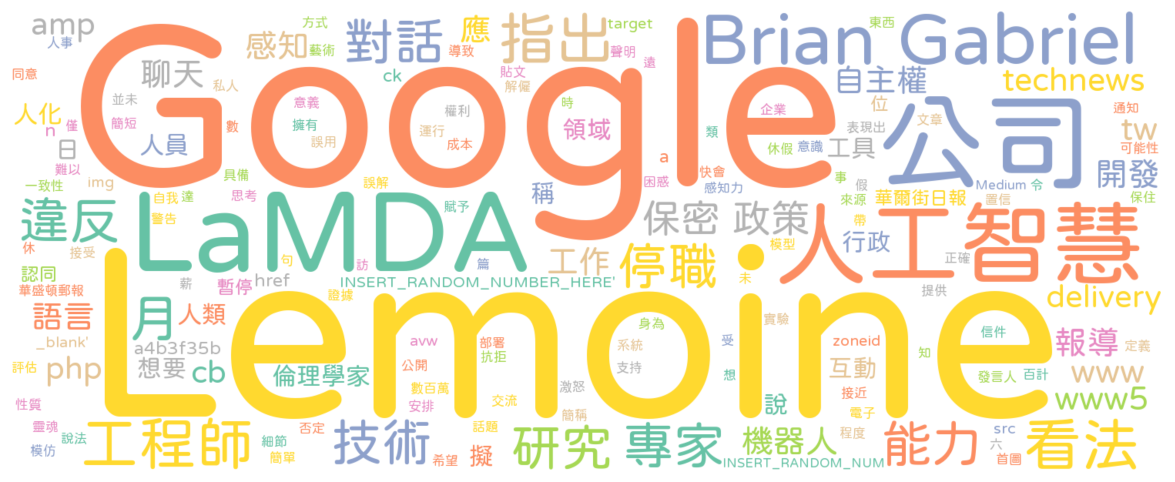 amp
人事
感知
方式
藝術
對話
導致
應
指出
target
聲明
遠
Brian Gabriel
東西
同意
聊天
私人
ck
貼文
解僱
自主權
technews
Google
人化
並未
簡短
意義
擁有
權利
運行
時
企業
類
位
表現出
文章
公司
通知
tw
可能性
n
僅
日
人員
數
誤用
成本
領域
a
休假
意識
工具
難以
一致性
img
具備
思考
誤解
困惑
快會
感知力
事
假
來源
Medium
令
開發
保住
自我
達
警告
賦予
稱
保密
政策
華爾街日報
置信
帶
違反
LaMDA
休
接受
句
訪
篇
工作
停職
模型
行政
正確
人工智慧
認同
薪
暫停
href
INSERT_RANDOM_NUMBER_HERE'
證據
未
提供
delivery
華盛頓郵報
語言
月
人類
Lemoine
身為
實驗
信件
_blank'
a4b3f35b
avw
部署
抗拒
系統
受
zoneid
知
報導
定義
評估
php
想要
cb
倫理學家
公開
數百萬
激怒
支持
想
互動
接近
發言人
百計
www
www5
性質
安排
交流
簡稱
說
電子
靈魂
模仿
說法
工程師
細節
簡單
否定
技術
希望
話題
擬
研究
專家
機器人
INSERT_RANDOM_NUM
程度
能力
src
六
首圖
看法